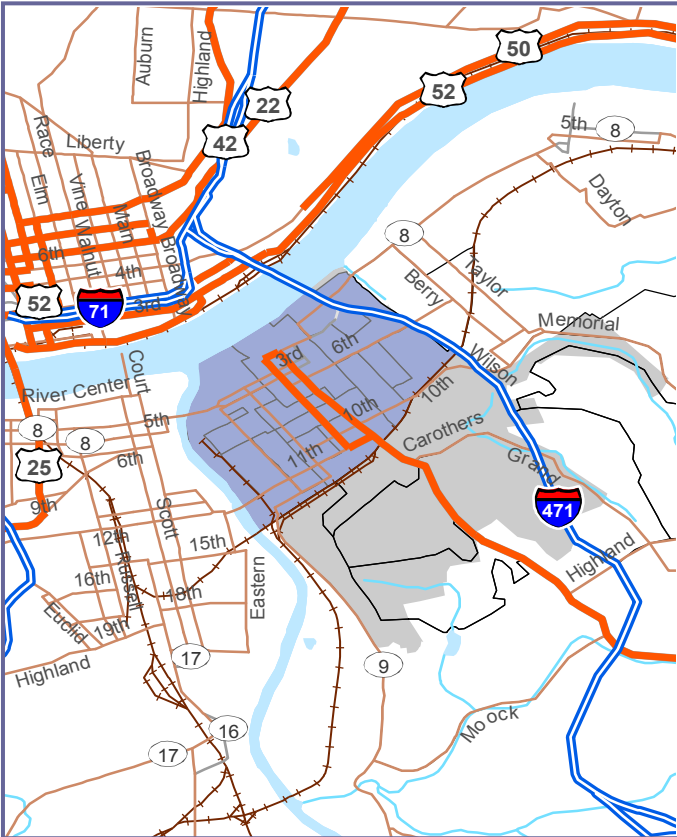 50
Auburn
Highland
52
22
5th
8
Race
Liberty
42
Elm
Vine
Broadway
Dayton
Main
Walnut
8
6th
Broadway
4th
Taylor
Berry
52
71
3rd
Memorial
6th
3rd
Wilson
Court
River Center
10th
5th
10th
8
8
Carothers
6th
11th
25
Grand
9th
Scott
471
12th
15th
Highland
16th
Russell
Eastern
18th
Euclid
19th
17
Highland
9
16
Mo ock
17